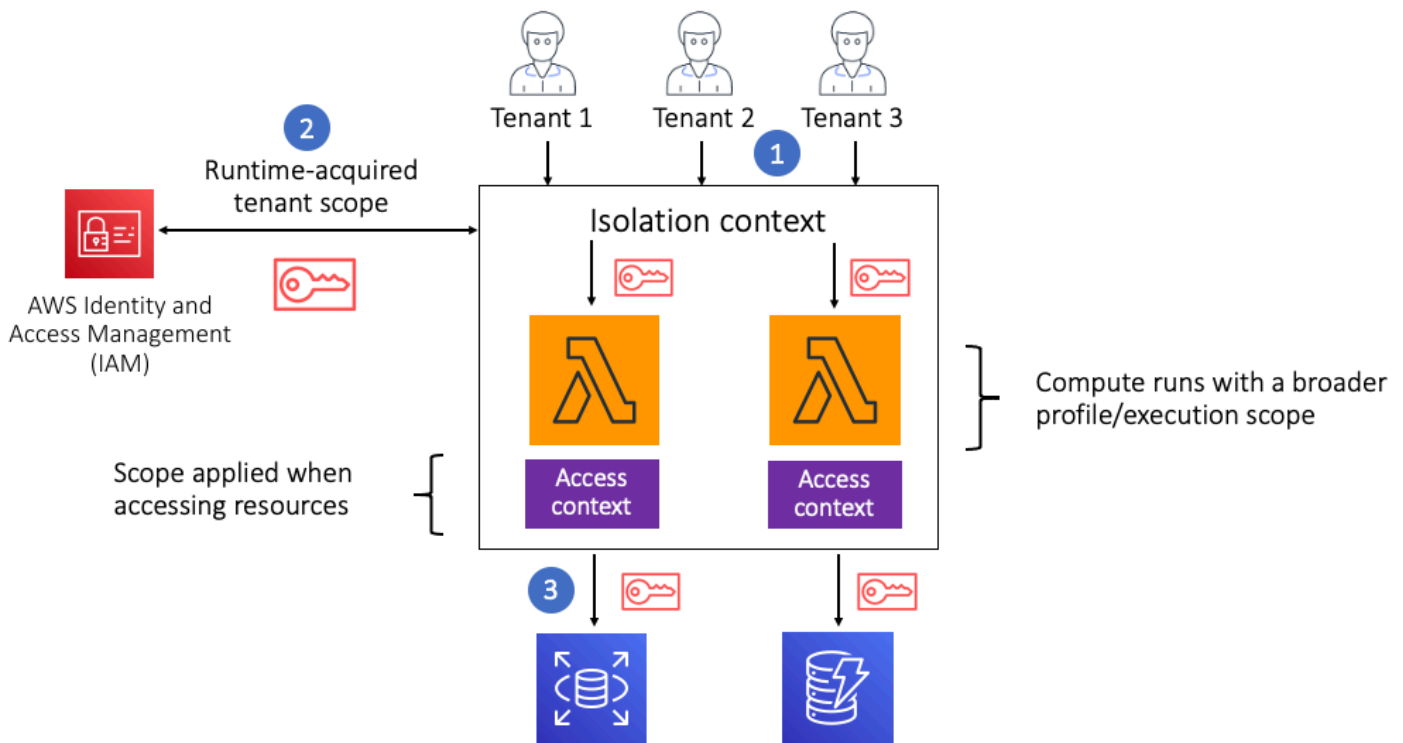 Tenant 1
Tenant 2
Tenant 3
2
1
Runtime-acquired
tenant scope
Isolation context
AWS Identity and
Access Management
(IAM)
Compute runs with a broader
profile/execution scope
Scope applied when
accessing resources
Access
context
Access
context
3